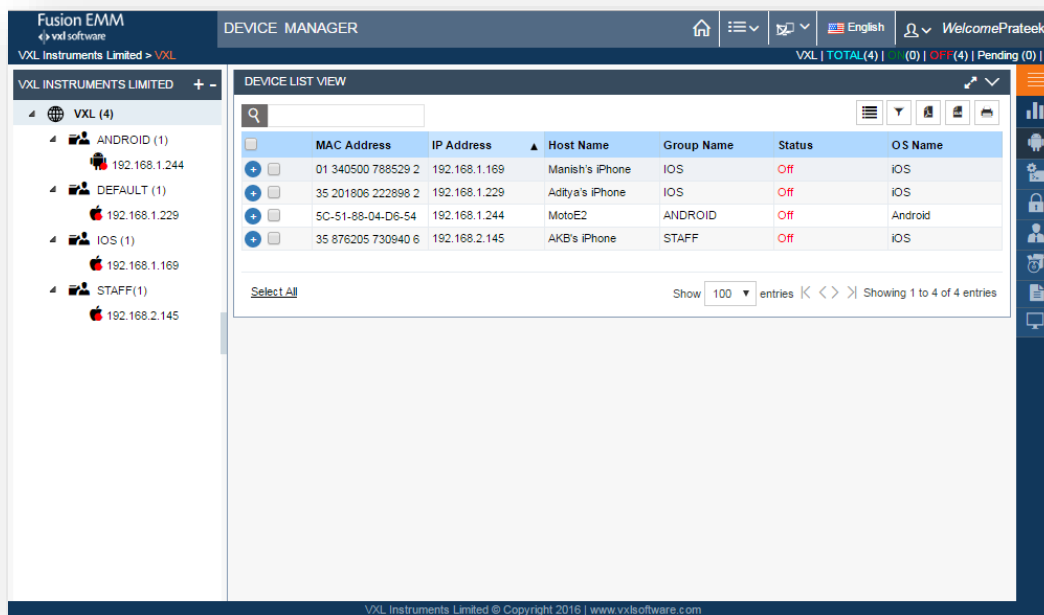 Fusion EMM
vxl software
DEVICE MANAGER
English
WelcomePrateek
VXL Instruments Limited > VXL
VXL | TOTAL(4) | ON(0) | OFF(4) | Pending (0) |
VXL INSTRUMENTS LIMITED + -
VXL (4)
ANDROID (1)
192.168.1.244
DEFAULT (1)
192.168.1.229
IOS (1)
192.168.1.169
STAFF(1)
192.168.2.145
DEVICE LIST VIEW
MAC Address IP Address Host Name Group Name Status OS Name
01 340500 788529 2 192.168.1.169 Manish's iPhone IOS Off iOS
35 201806 222898 2 192.168.1.229 Aditya's iPhone IOS Off iOS
5C-51-88-04-D6-54 192.168.1.244 MotoE2 ANDROID Off Android
35 876205 730940 6 192.168.2.145 AKB's iPhone STAFF Off iOS
Select All
Show 100 entries Showing 1 to 4 of 4 entries
VXL Instruments Limited © Copyright 2016 | www.vxlsoftware.com